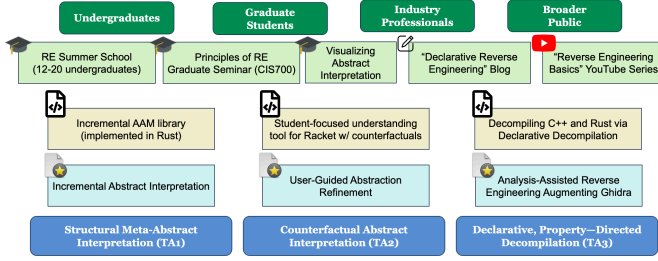 Undergraduates
Graduate
Students
Industry
Professionals
Broader
Public
RE Summer School
(12-20 undergraduates)
Principles of RE
Graduate Seminar (CIS700)
Visualizing
Abstract
Interpretation
“Declarative Reverse
Engineering” Blog
“Reverse Engineering
Basics” YouTube Series
Incremental AAM library
(implemented in Rust)
Student-focused understanding
tool for Racket w/ counterfactuals
Decompiling C++ and Rust via
Declarative Decompilation
Incremental Abstract Interpretation
User-Guided Abstraction
Refinement
Analysis-Assisted Reverse
Engineering Augmenting Ghidra
Structural Meta-Abstract
Interpretation (TA1)
Counterfactual Abstract
Interpretation (TA2)
Declarative, Property—Directed
Decompilation (TA3)